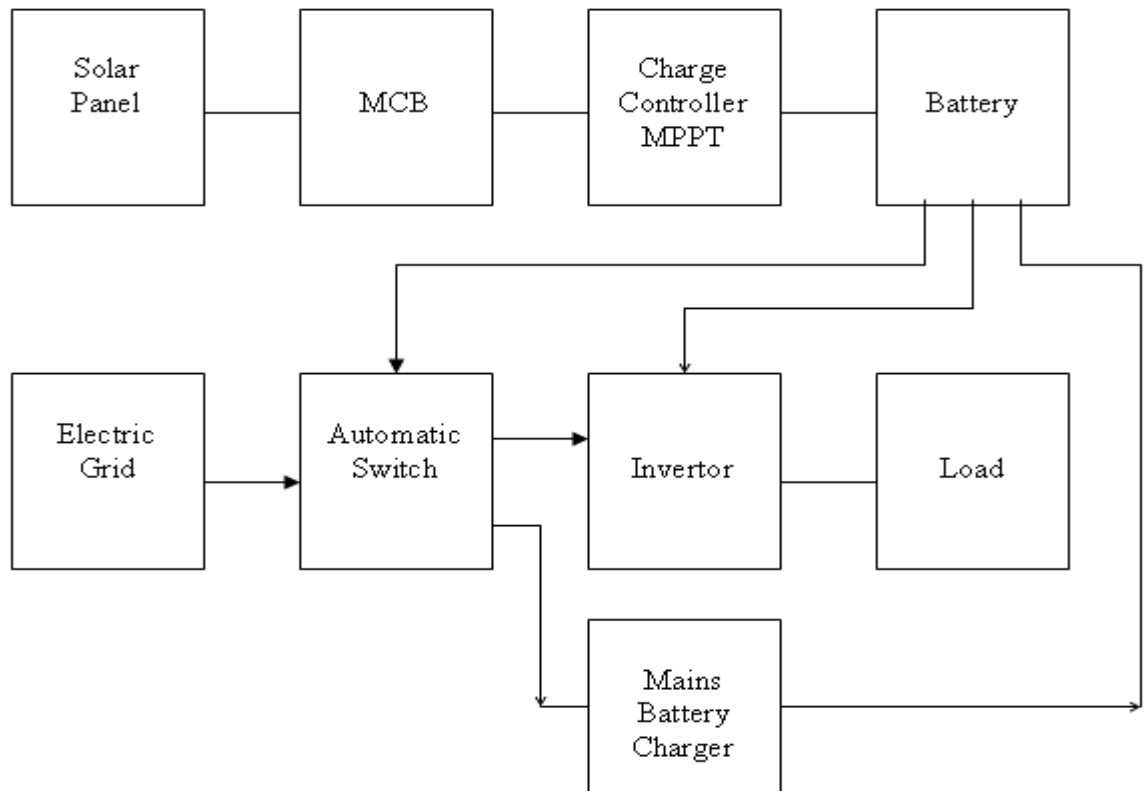 Solar
Panel
MCB
Charge
Controller
MPPT
Battery
Electric
Grid
Automatic
Switch
Invertor
Load
Mains
Battery
Charger